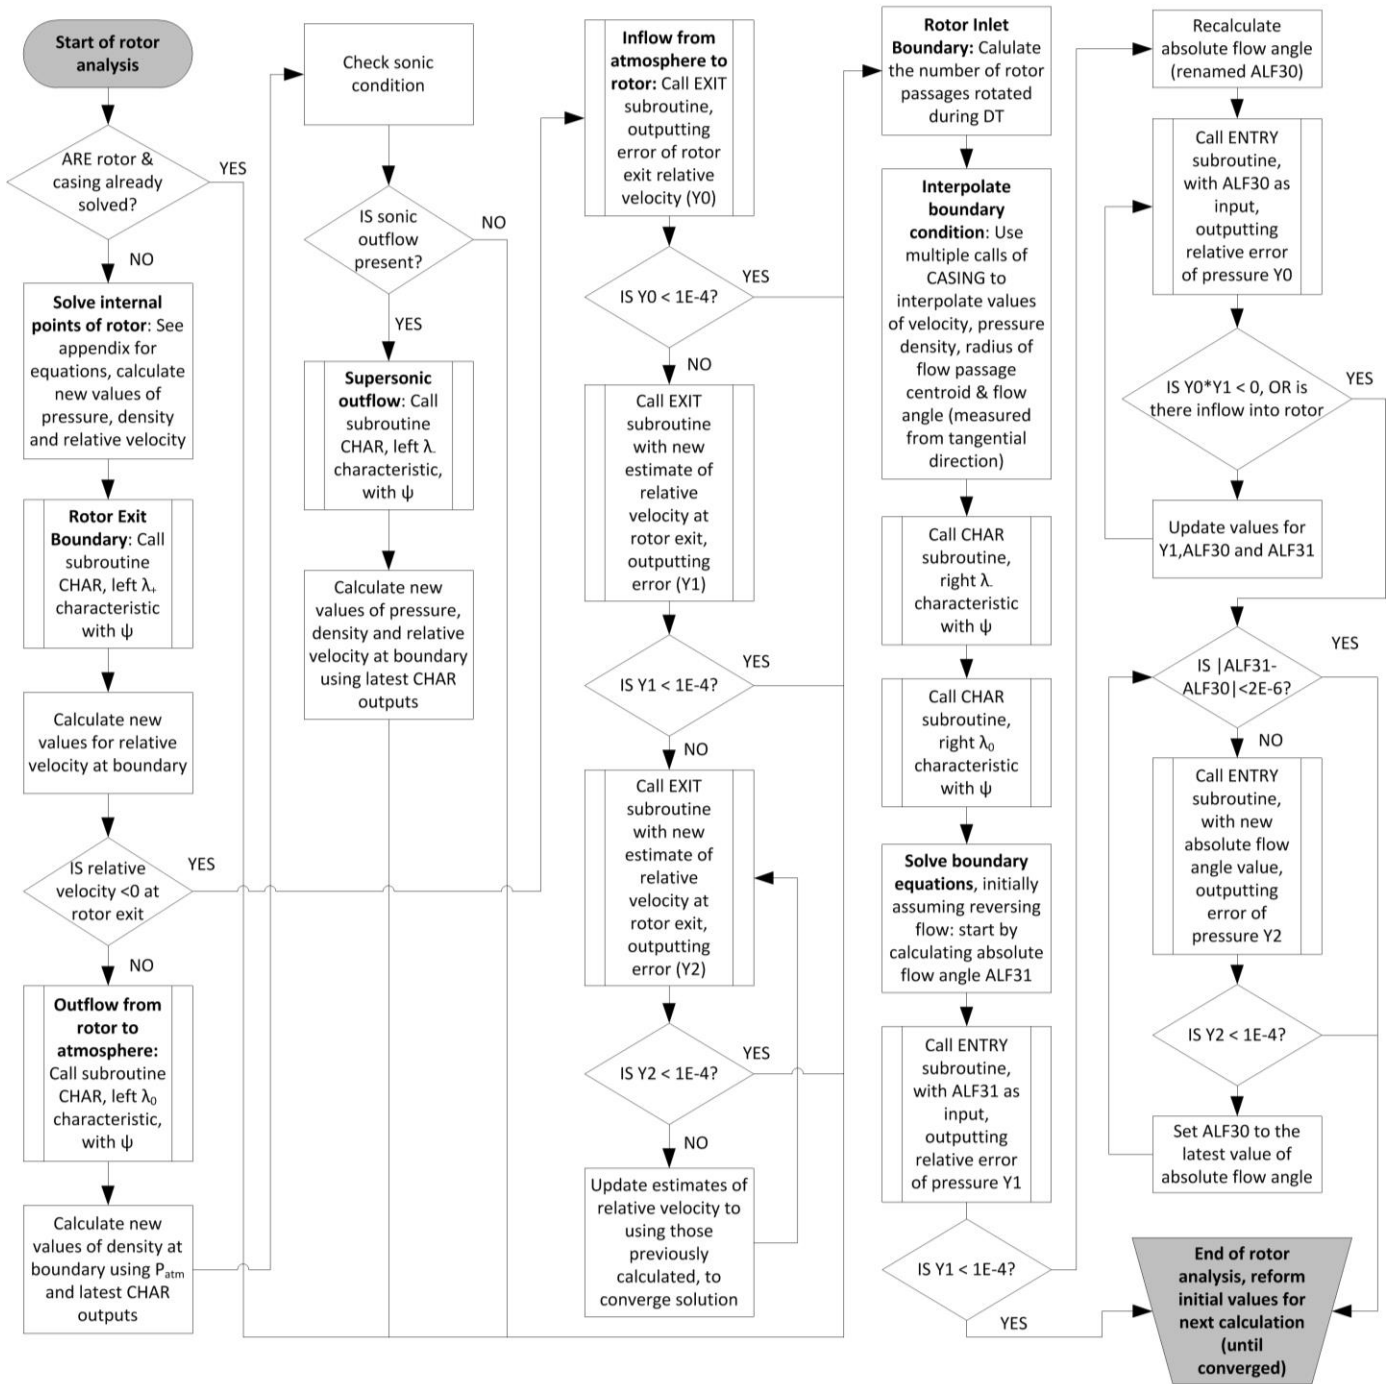 Start of rotor
analysis
ARE rotor &
casing already
solved?
YES
NO
Solve internal
points of rotor: See
appendix for
equations, calculate
new values of
pressure, density
and relative velocity
Rotor Exit
Boundary: Call
subroutine
CHAR, left λ₊
characteristic
with ψ
Calculate new
values for relative
velocity at boundary
IS relative
velocity <0 at
rotor exit
YES
NO
Outflow from
rotor to
atmosphere:
Call subroutine
CHAR, left λ₀
characteristic,
with ψ
Calculate new
values of density at
boundary using Pₐₜₘ
and latest CHAR
outputs
Check sonic
condition
IS sonic
outflow
present?
NO
YES
Supersonic
outflow: Call
subroutine
CHAR, left λ₋
characteristic,
with ψ
Calculate new
values of pressure,
density and relative
velocity at boundary
using latest CHAR
outputs
Inflow from
atmosphere to
rotor: Call EXIT
subroutine,
outputting
error of rotor
exit relative
velocity (Y0)
IS Y0 < 1E-4?
YES
NO
Call EXIT
subroutine
with new
estimate of
relative
velocity at
rotor exit,
outputting
error (Y1)
IS Y1 < 1E-4?
YES
NO
Call EXIT
subroutine
with new
estimate of
relative
velocity at
rotor exit,
outputting
error (Y2)
IS Y2 < 1E-4?
YES
NO
Update estimates of
relative velocity to
using those
previously
calculated, to
converge solution
Rotor Inlet
Boundary: Calulate
the number of rotor
passages rotated
during DT
Interpolate
boundary
condition: Use
multiple calls of
CASING to
interpolate values
of velocity, pressure
density, radius of
flow passage
centroid & flow
angle (measured
from tangential
direction)
Call CHAR
subroutine,
right λ₋
characteristic
with ψ
Call CHAR
subroutine,
right λ₀
characteristic
with ψ
Solve boundary
equations, initially
assuming reversing
flow: start by
calculating absolute
flow angle ALF31
Call ENTRY
subroutine,
with ALF31 as
input,
outputting
relative error
of pressure Y1
IS Y1 < 1E-4?
YES
Recalculate
absolute flow angle
(renamed ALF30)
Call ENTRY
subroutine,
with ALF30 as
input,
outputting
relative error
of pressure Y0
IS Y0*Y1 < 0, OR is
there inflow into rotor
YES
Update values for
Y1,ALF30 and ALF31
IS |ALF31-
ALF30|<2E-6?
YES
NO
Call ENTRY
subroutine,
with new
absolute flow
angle value,
outputting
error of
pressure Y2
IS Y2 < 1E-4?
Set ALF30 to the
latest value of
absolute flow angle
End of rotor
analysis, reform
initial values for
next calculation
(until
converged)